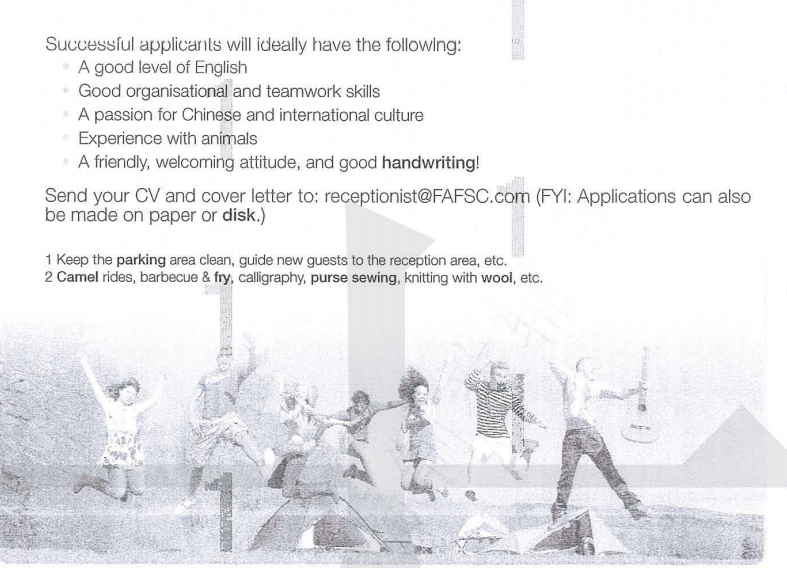 Successful applicants will ideally have the following:
• A good level of English
• Good organisational and teamwork skills
• A passion for Chinese and international culture
• Experience with animals
• A friendly, welcoming attitude, and good handwriting!
Send your CV and cover letter to: receptionist@FAFSC.com (FYI: Applications can also
be made on paper or disk.)
1 Keep the parking area clean, guide new guests to the reception area, etc.
2 Camel rides, barbecue & fry, calligraphy, purse sewing, knitting with wool, etc.